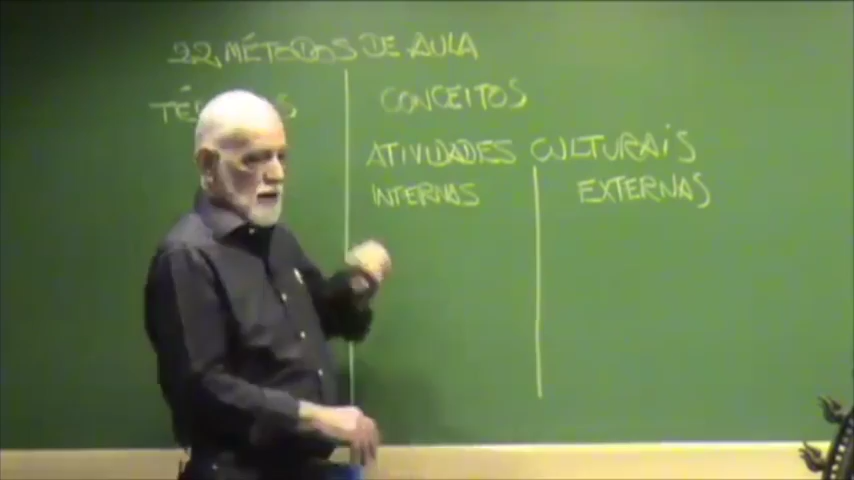 22. MÉTODOS DE AULA
CONCEITOS
ATIVIDADES CULTURAIS
INTERNAS EXTERNAS